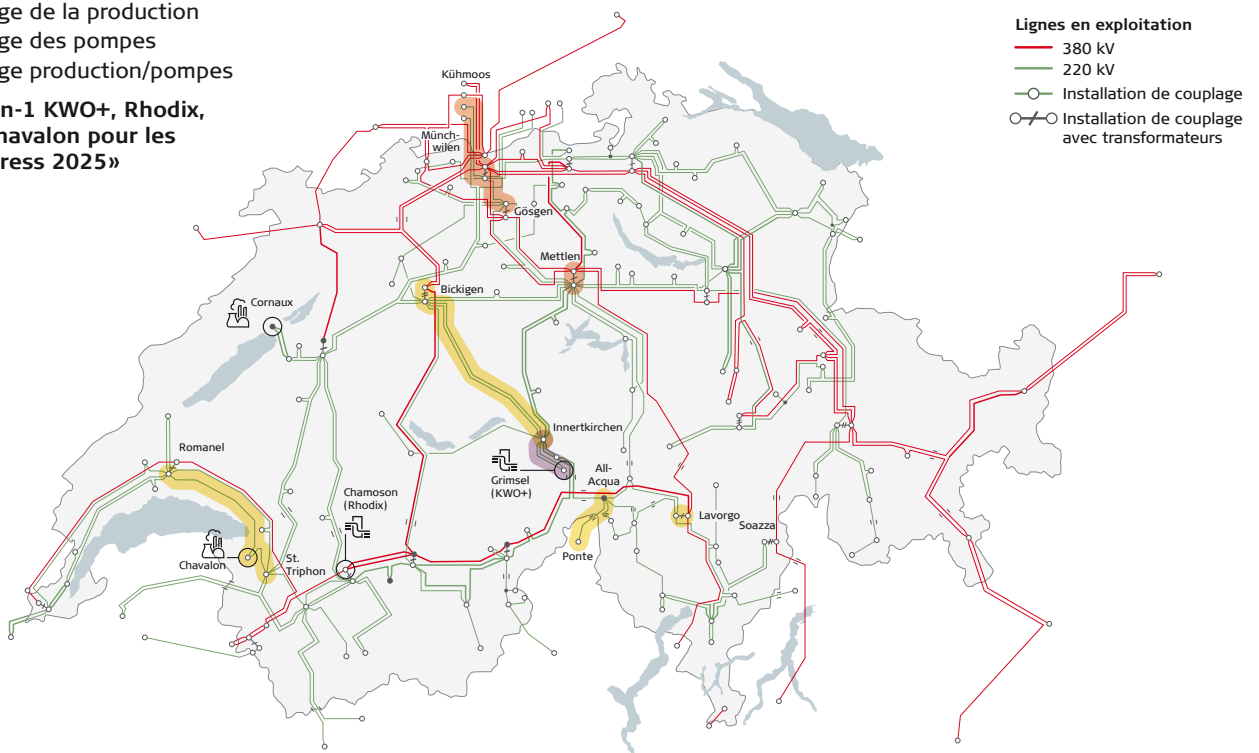 ge de la production
ge des pompes
ge production/pompes
n-1 KWO+, Rhodix,
havalon pour les
ress 2025»
Lignes en exploitation
380 kV
220 kV
Installation de couplage
Installation de couplage
avec transformateurs
Kühmoos
Münch-
wilen
Gösgen
Mettlen
Bickigen
Cornaux
Innertkirchen
Romanel
Grimsel
(KWO+)
All-
Acqua
Chamoson
(Rhodix)
Lavorgo
Soazza
Chavalon
St.
Triphon
Ponte